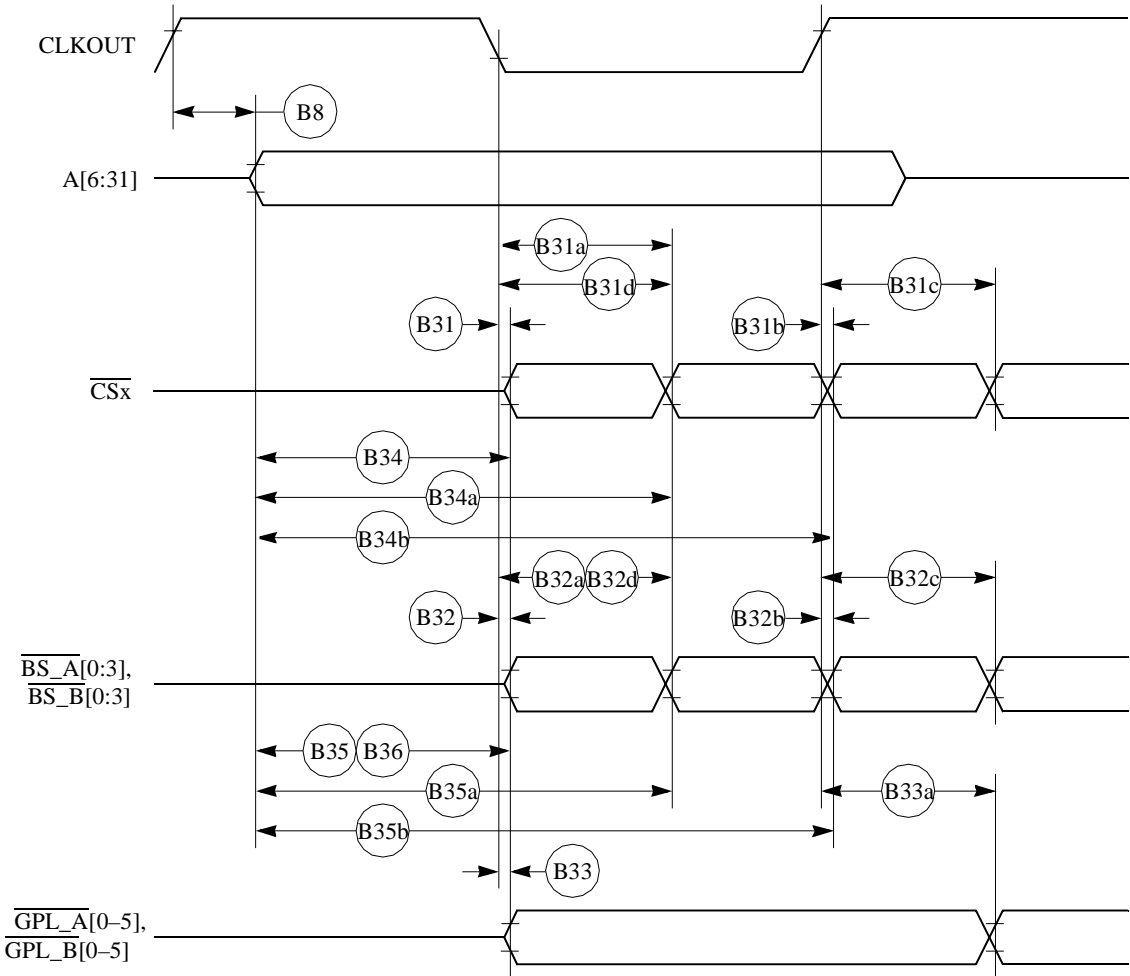 CLKOUT
B8
A[6:31]
B31a
B31d
B31c
B31
B31b
CSx
B34
B34a
B34b
B32a B32d
B32c
B32
B32b
BS_A[0:3],
BS_B[0:3]
B35 B36
B35a
B33a
B35b
B33
GPL_A[0–5],
GPL_B[0–5]